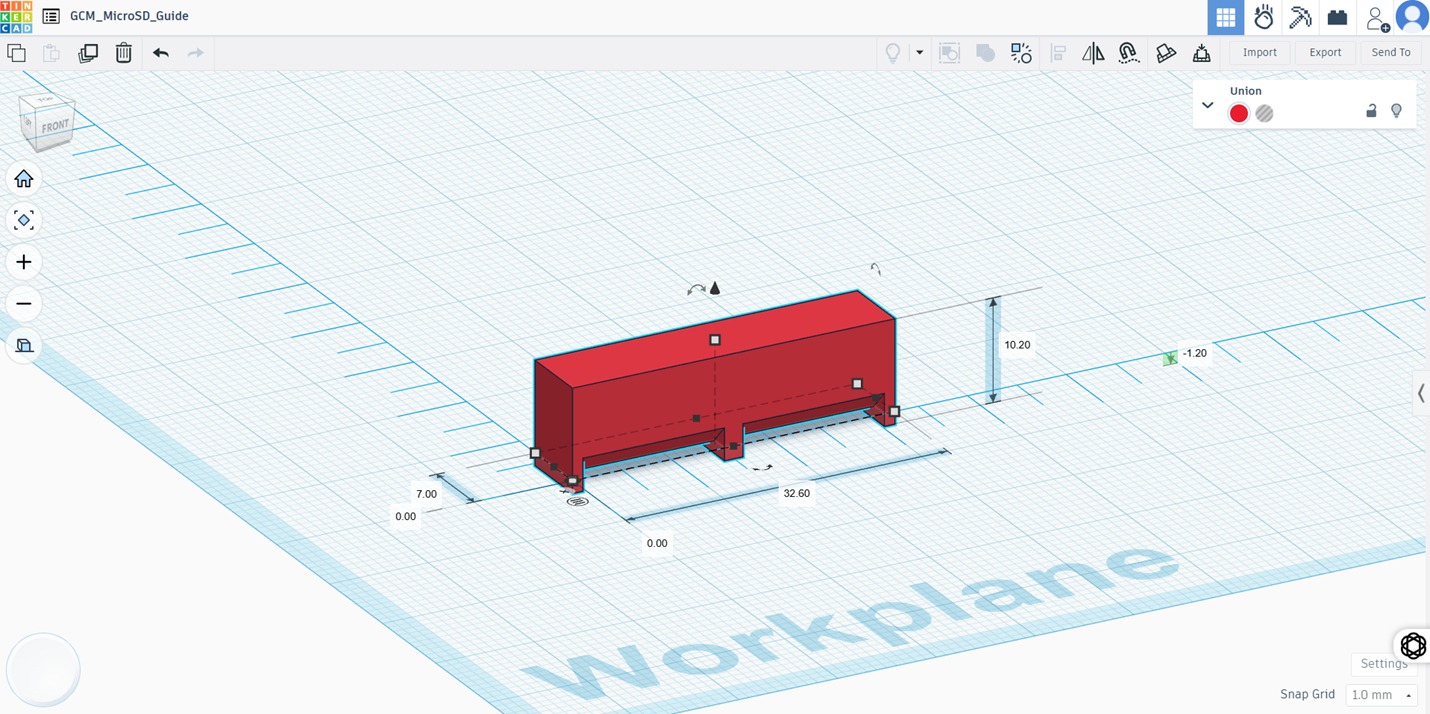 TIN
KER
CAD
GCM_MicroSD_Guide
Import
Export
Send To
Union
TOP
FRONT
10.20
-1.20
7.00
0.00
32.60
0.00
Workplane
Settings
Snap Grid
1.0 mm